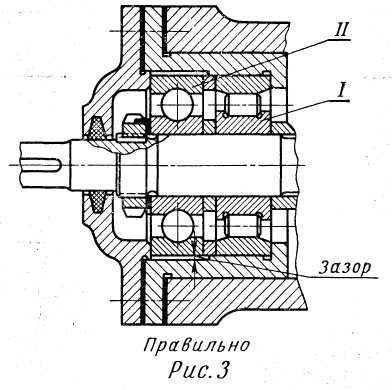 II
I
Зазор
Правильно
Рис. 3